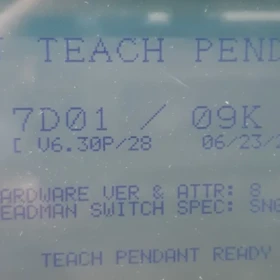 TEACH PEND
7D01 / 09K
[ V6.30P/28 06/23/
ARDWARE VER & ATTR: 8
EADMAN SWITCH SPEC: SNG
TEACH PENDANT READY